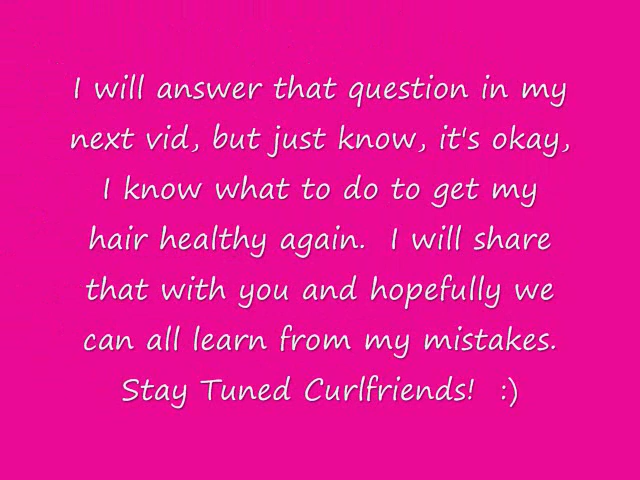 I will answer that question in my
next vid, but just know, it's okay,
I know what to do to get my
hair healthy again.  I will share
that with you and hopefully we
can all learn from my mistakes.
Stay Tuned Curlfriends!  :)